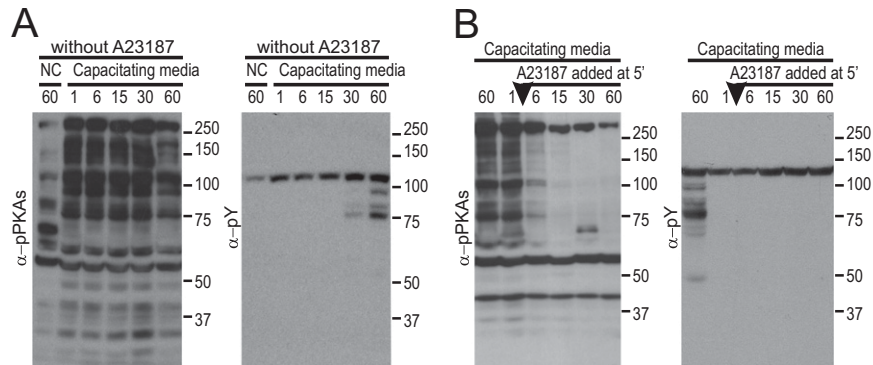 A
without A23187
NC Capacitating media
60 1 6 15 30 60
α-pPKAs
250
150
100
75
50
37
without A23187
NC Capacitating media
60 1 6 15 30 60
α-pY
250
150
100
75
50
37
B
Capacitating media
A23187 added at 5'
60 1 6 15 30 60
α-pPKAs
250
150
100
75
50
37
Capacitating media
A23187 added at 5'
60 1 6 15 30 60
α-pY
250
150
100
75
50
37